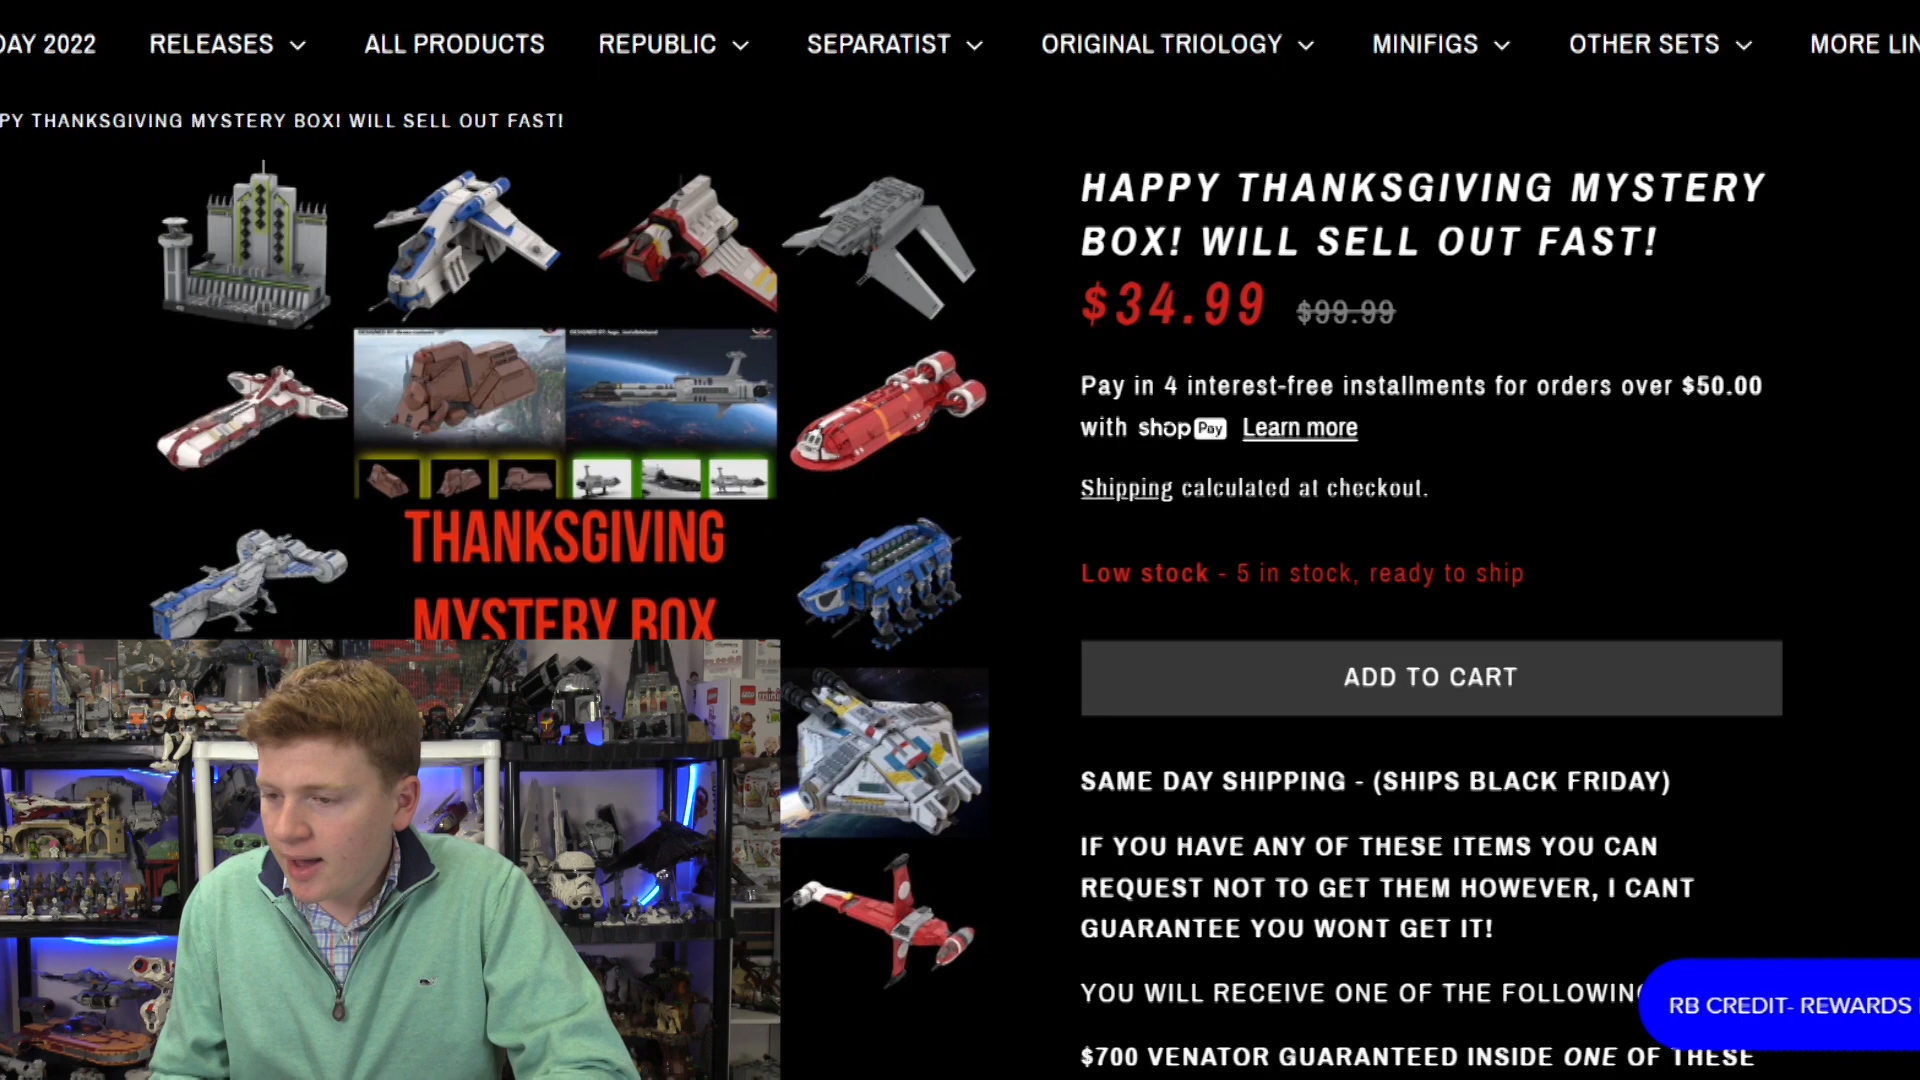 DAY 2022 RELEASES ALL PRODUCTS REPUBLIC SEPARATIST ORIGINAL TRIOLOGY MINIFIGS OTHER SETS MORE LIN
PY THANKSGIVING MYSTERY BOX! WILL SELL OUT FAST!
THANKSGIVING
MYSTERY BOX
HAPPY THANKSGIVING MYSTERY
BOX! WILL SELL OUT FAST!
$34.99 $99.99
Pay in 4 interest-free installments for orders over $50.00
with shop Pay Learn more
Shipping calculated at checkout.
Low stock - 5 in stock, ready to ship
ADD TO CART
SAME DAY SHIPPING - (SHIPS BLACK FRIDAY)
IF YOU HAVE ANY OF THESE ITEMS YOU CAN
REQUEST NOT TO GET THEM HOWEVER, I CANT
GUARANTEE YOU WONT GET IT!
YOU WILL RECEIVE ONE OF THE FOLLOWING
RB CREDIT- REWARDS
$700 VENATOR GUARANTEED INSIDE ONE OF THESE